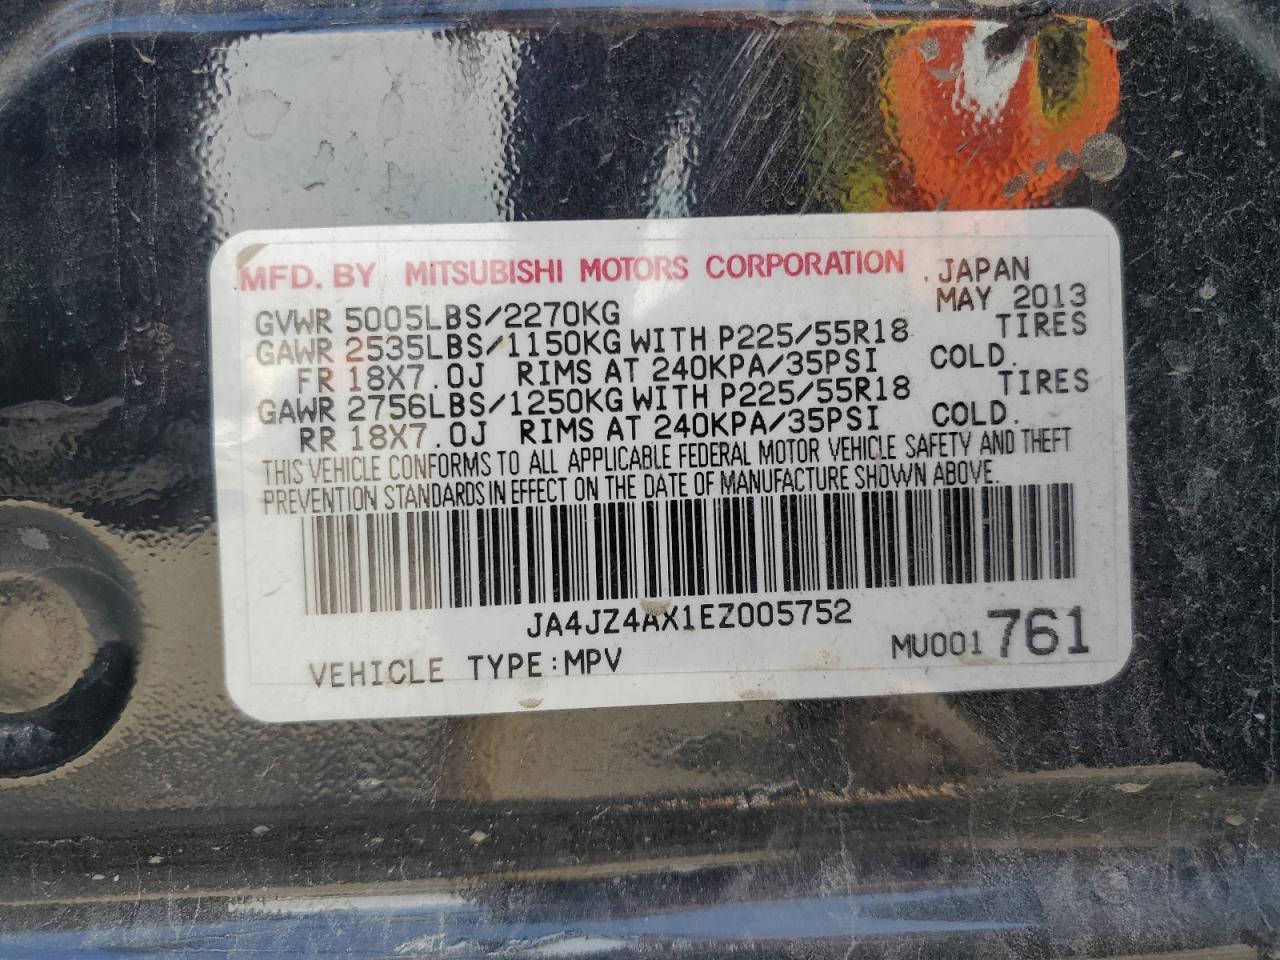 MFD. BY MITSUBISHI MOTORS CORPORATION . JAPAN
GVWR 5005LBS/2270KG MAY 2013
GAWR 2535LBS/1150KG WITH P225/55R18 TIRES
FR 18X7.0J RIMS AT 240KPA/35PSI COLD.
GAWR 2756LBS/1250KG WITH P225/55R18 TIRES
RR 18X7.0J RIMS AT 240KPA/35PSI COLD.
THIS VEHICLE CONFORMS TO ALL APPLICABLE FEDERAL MOTOR VEHICLE SAFETY AND THEFT
PREVENTION STANDARDS IN EFFECT ON THE DATE OF MANUFACTURE SHOWN ABOVE.
JA4JZ4AX1EZ005752
VEHICLE TYPE:MPV MU001761